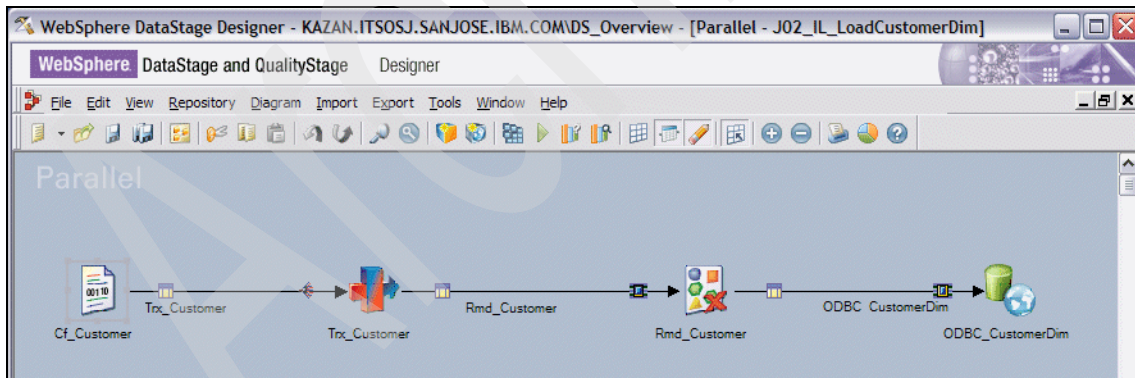 WebSphere DataStage Designer - KAZAN.ITSOSJ.SANJOSE.IBM.COM\DS_Overview - [Parallel - J02_IL_LoadCustomerDim]
WebSphere. DataStage and QualityStage Designer
File Edit View Repository Diagram Import Export Tools Window Help
Parallel
00110
Trx_Customer Rmd_Customer ODBC_CustomerDim
Cf_Customer Trx_Customer Rmd_Customer ODBC_CustomerDim